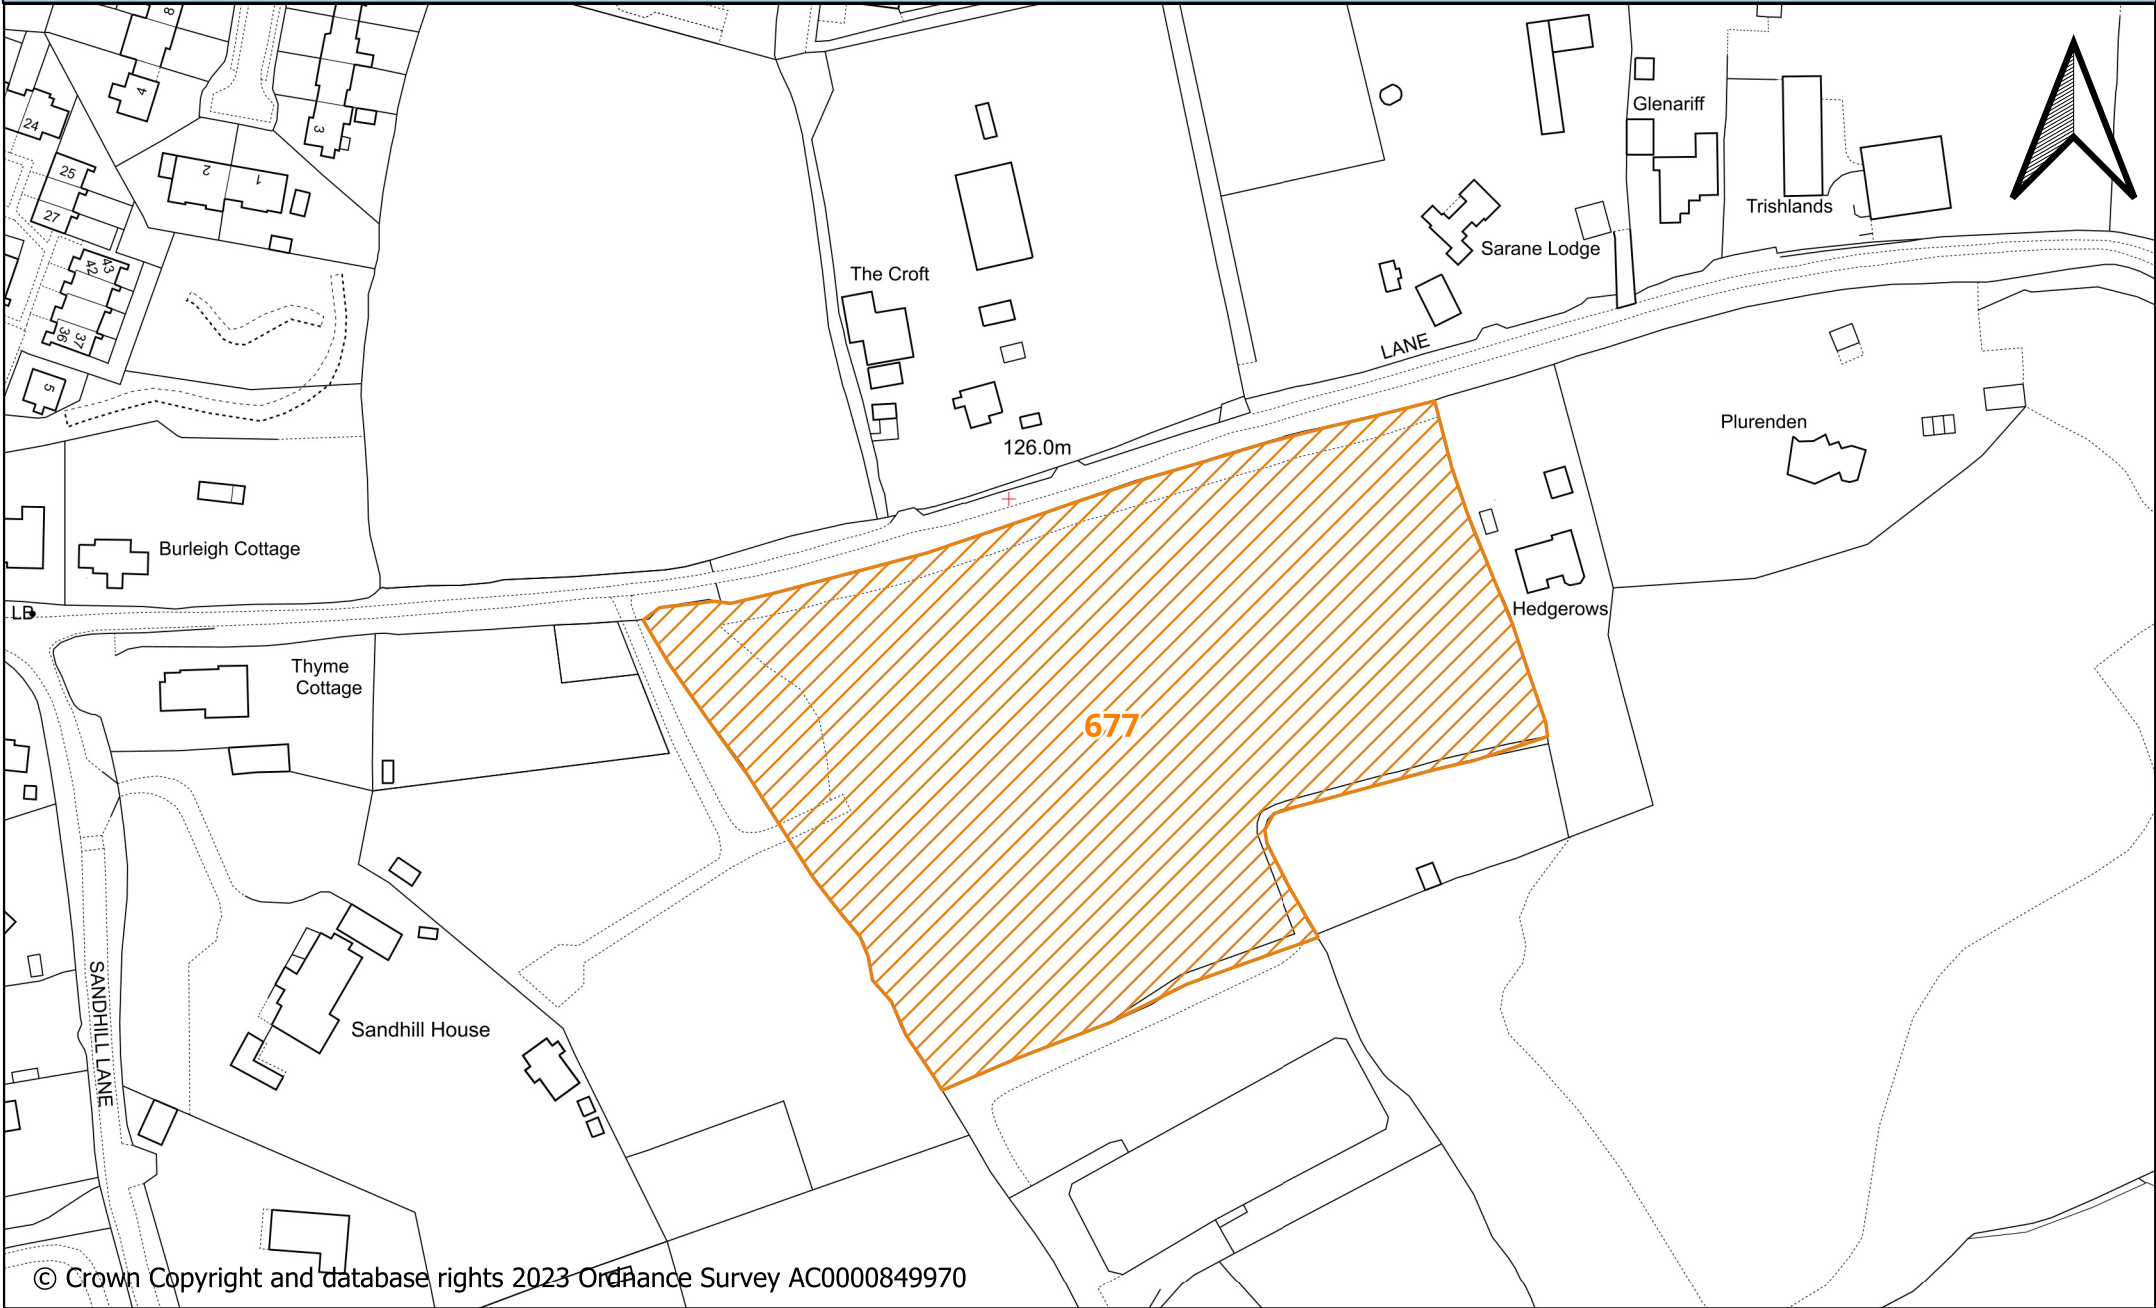 8
4
3
24
25
27
2
1
42
43
36
37
5
Glenariff
Trishlands
Sarane Lodge
The Croft
LANE
126.0m
Plurenden
Burleigh Cottage
LB
Hedgerows
Thyme
Cottage
677
SANDHILL LANE
Sandhill House
© Crown Copyright and database rights 2023 Ordnance Survey AC0000849970